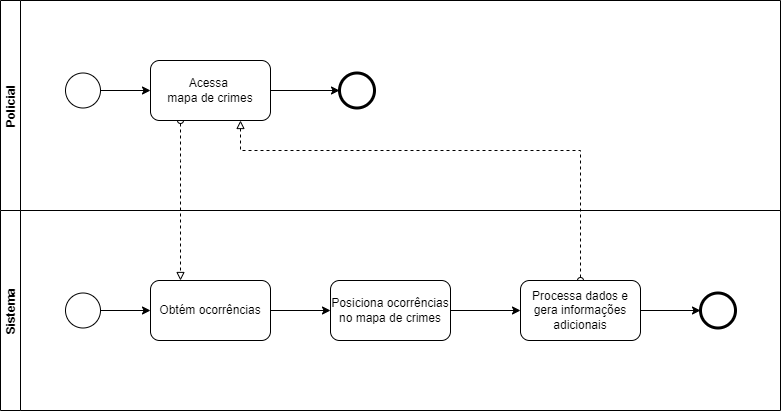 Policial
Acessa
mapa de crimes
Sistema
Obtém ocorrências
Posiciona ocorrências
no mapa de crimes
Processa dados e
gera informações
adicionais